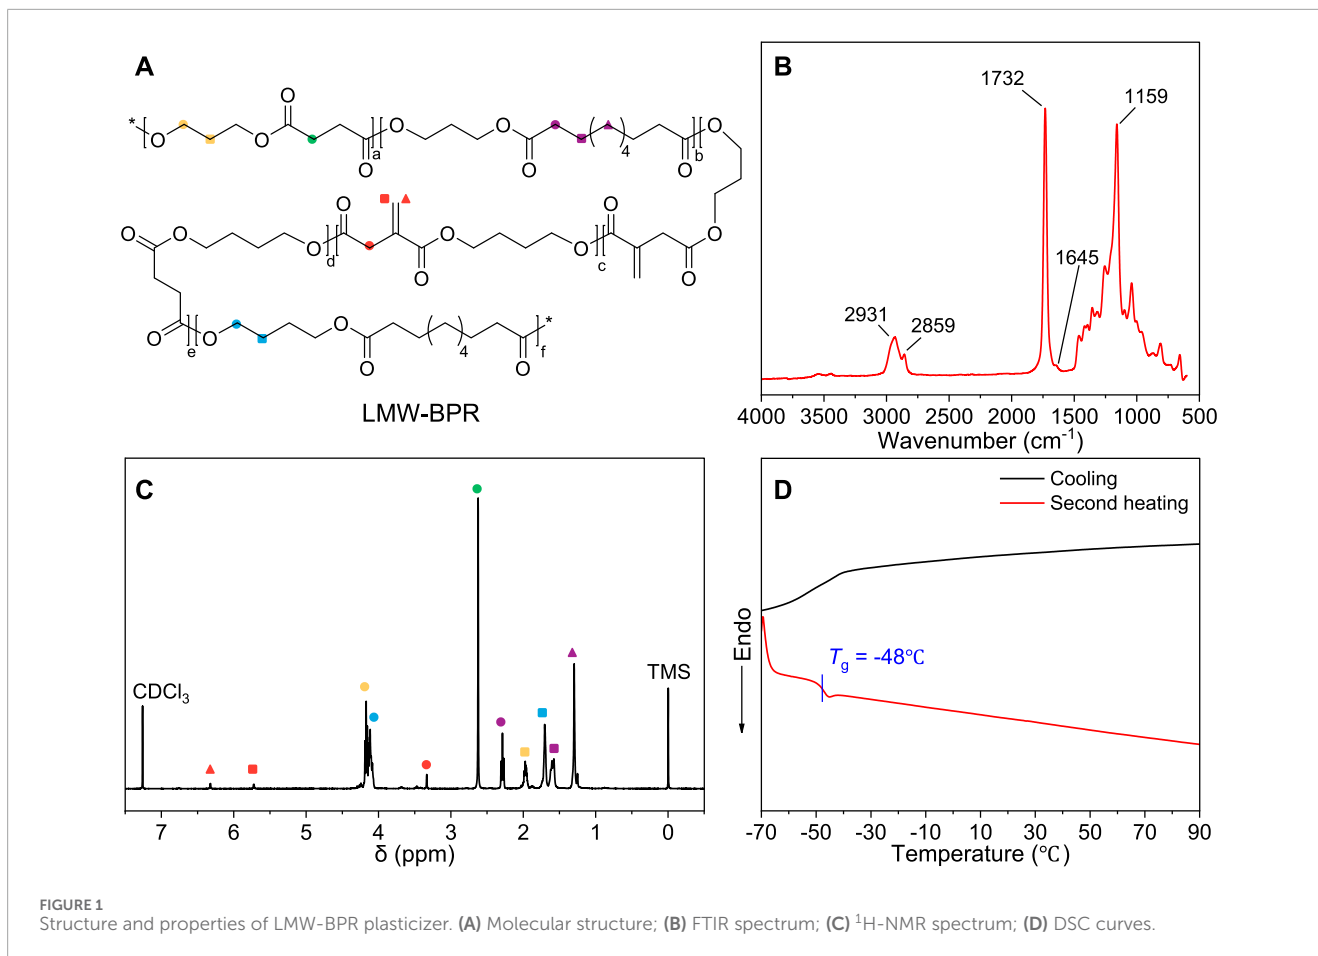 A
* O O O O a O O O O b O
O O d O O O O c O O O
O O e O O O O 4 O O f *
LMW-BPR
B
1732
1159
1645
2931
2859
4000 3500 3000 2500 2000 1500 1000 500
Wavenumber (cm⁻¹)
C
CDCl₃
TMS
7 6 5 4 3 2 1 0
δ (ppm)
D
Cooling
Second heating
Endo
Tg = -48℃
-70 -50 -30 -10 10 30 50 70 90
Temperature (℃)
FIGURE 1
Structure and properties of LMW-BPR plasticizer. (A) Molecular structure; (B) FTIR spectrum; (C) ¹H-NMR spectrum; (D) DSC curves.